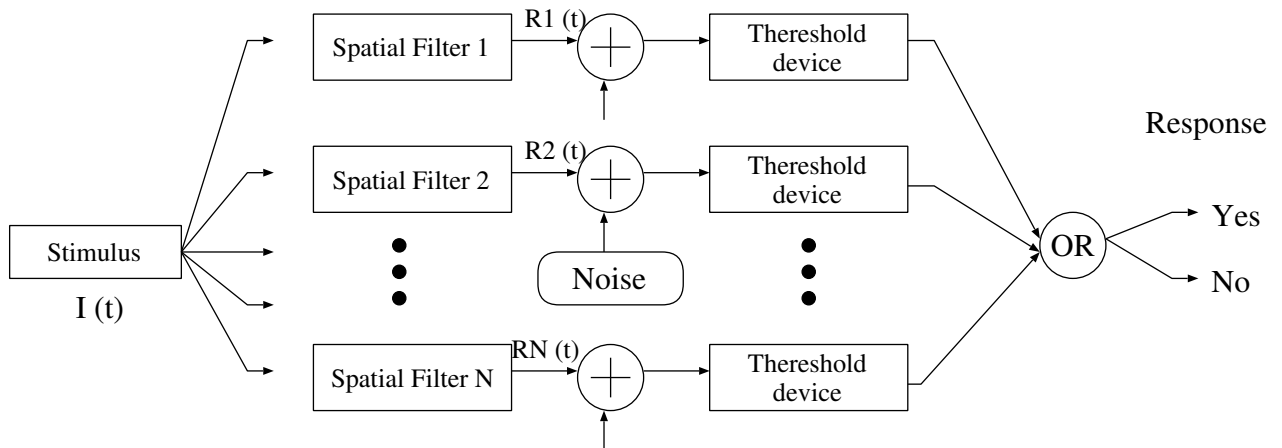 R1 (t)
Spatial Filter 1
Thereshold
device
Response
R2 (t)
Spatial Filter 2
Thereshold
device
Yes
Stimulus
OR
Noise
No
I (t)
RN (t)
Spatial Filter N
Thereshold
device